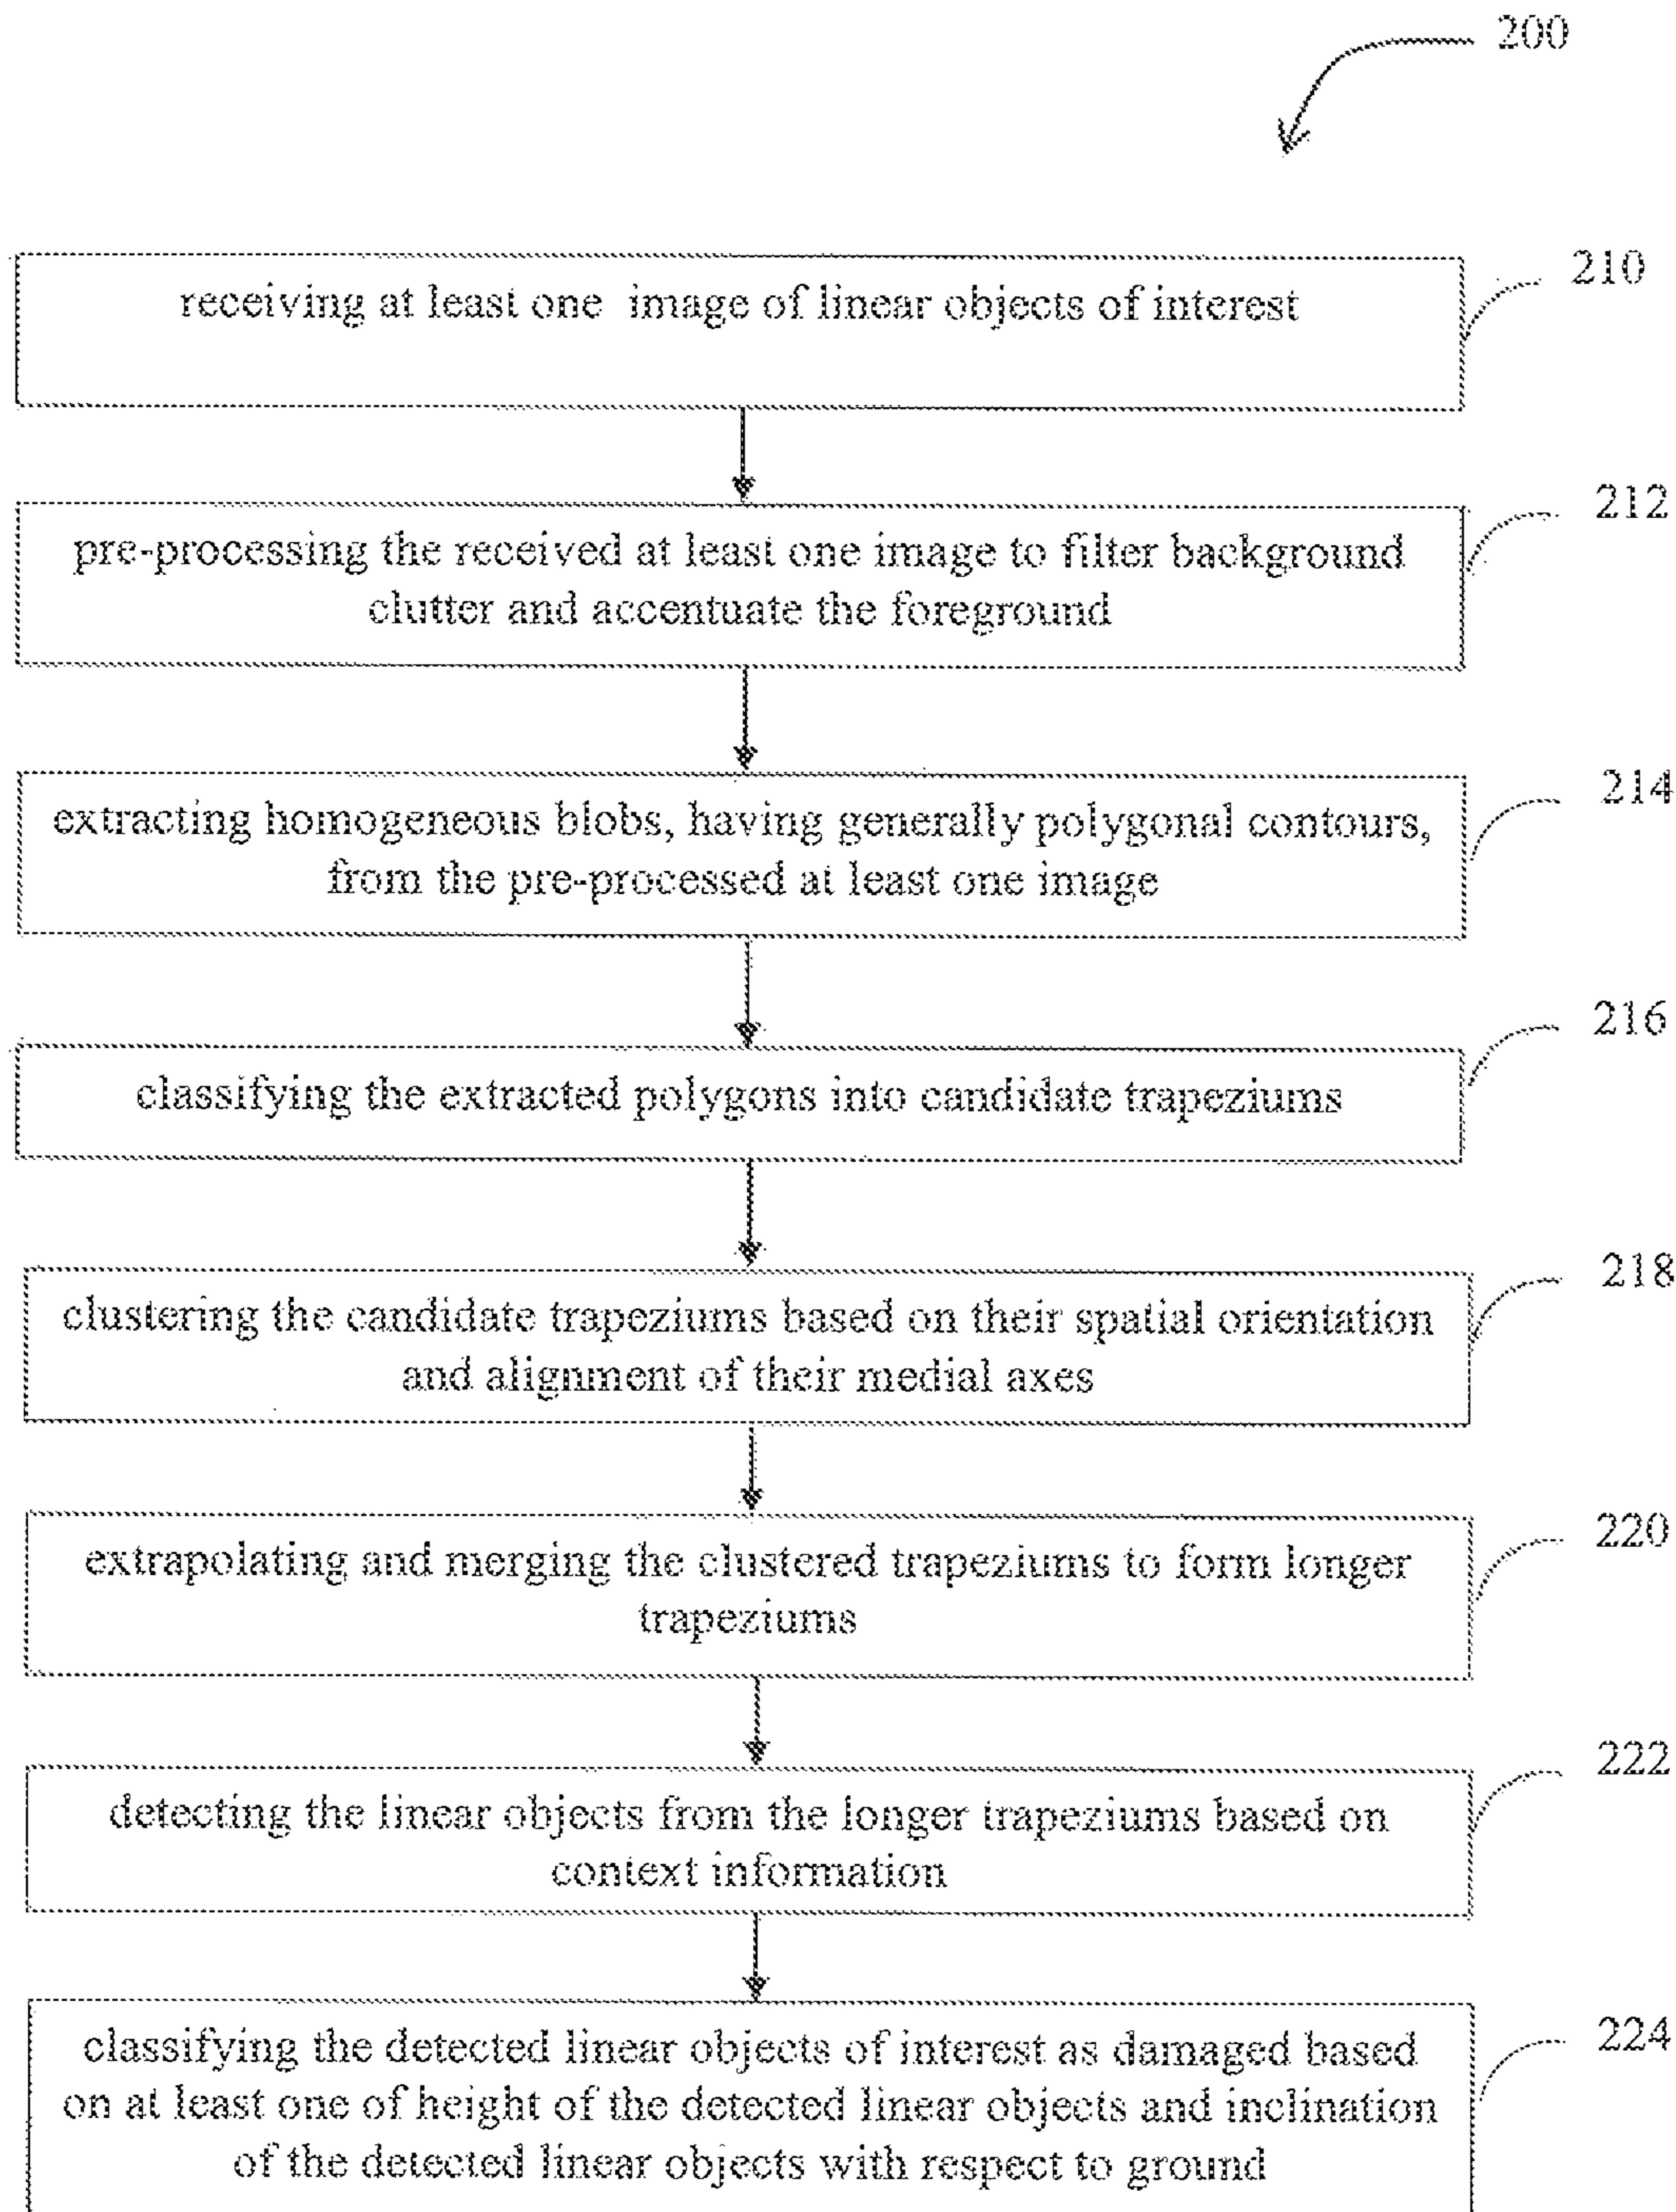 200
receiving at least one image of linear objects of interest
210
pre-processing the received at least one image to filter background
clutter and accentuate the foreground
212
extracting homogeneous blobs, having generally polygonal contours,
from the pre-processed at least one image
214
classifying the extracted polygons into candidate trapeziums
216
clustering the candidate trapeziums based on their spatial orientation
and alignment of their medial axes
218
extrapolating and merging the clustered trapeziums to form longer
trapeziums
220
detecting the linear objects from the longer trapeziums based on
context information
222
classifying the detected linear objects of interest as damaged based
on at least one of height of the detected linear objects and inclination
of the detected linear objects with respect to ground
224